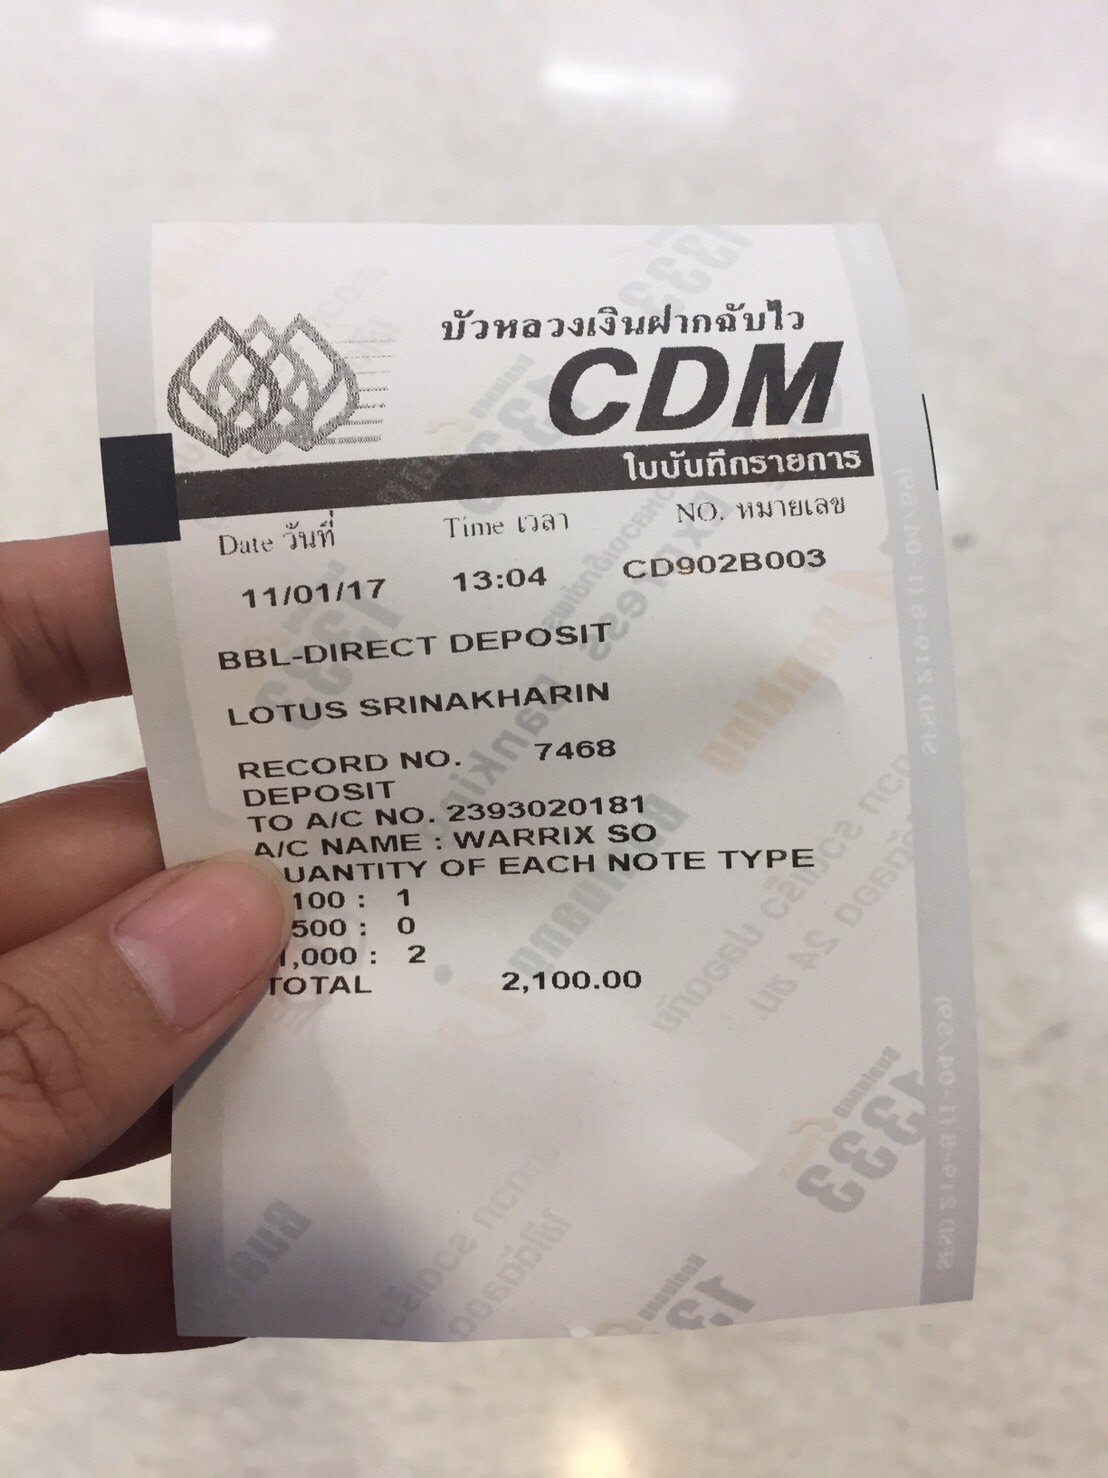 บัวหลวงเงินฝากฉับไว
CDM
ใบบันทึกรายการ
Date วันที่ Time เวลา NO. หมายเลข
11/01/17 13:04 CD902B003
BBL-DIRECT DEPOSIT
LOTUS SRINAKHARIN
RECORD NO. 7468
DEPOSIT
TO A/C NO. 2393020181
A/C NAME : WARRIX SO
UANTITY OF EACH NOTE TYPE
100 : 1
500 : 0
1,000 : 2
TOTAL 2,100.00